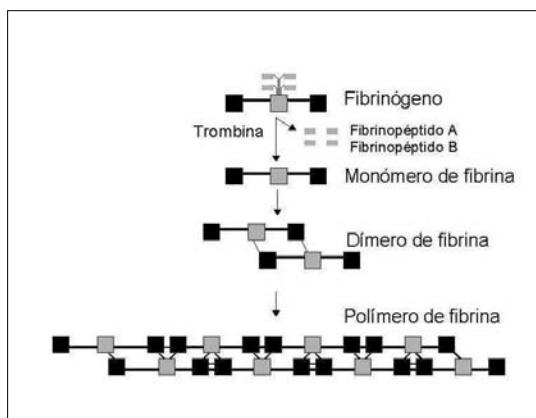 Fibrinógeno
Trombina
Fibrinopéptido A
Fibrinopéptido B
Monómero de fibrina
Dímero de fibrina
Polímero de fibrina